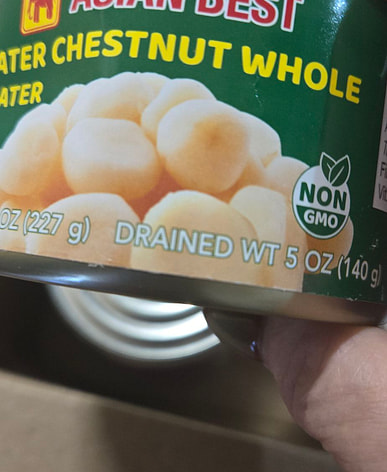 ASIAN BEST
ATER CHESTNUT WHOLE
ATER
NON
GMO
OZ (227 g) DRAINED WT 5 OZ (140 g)